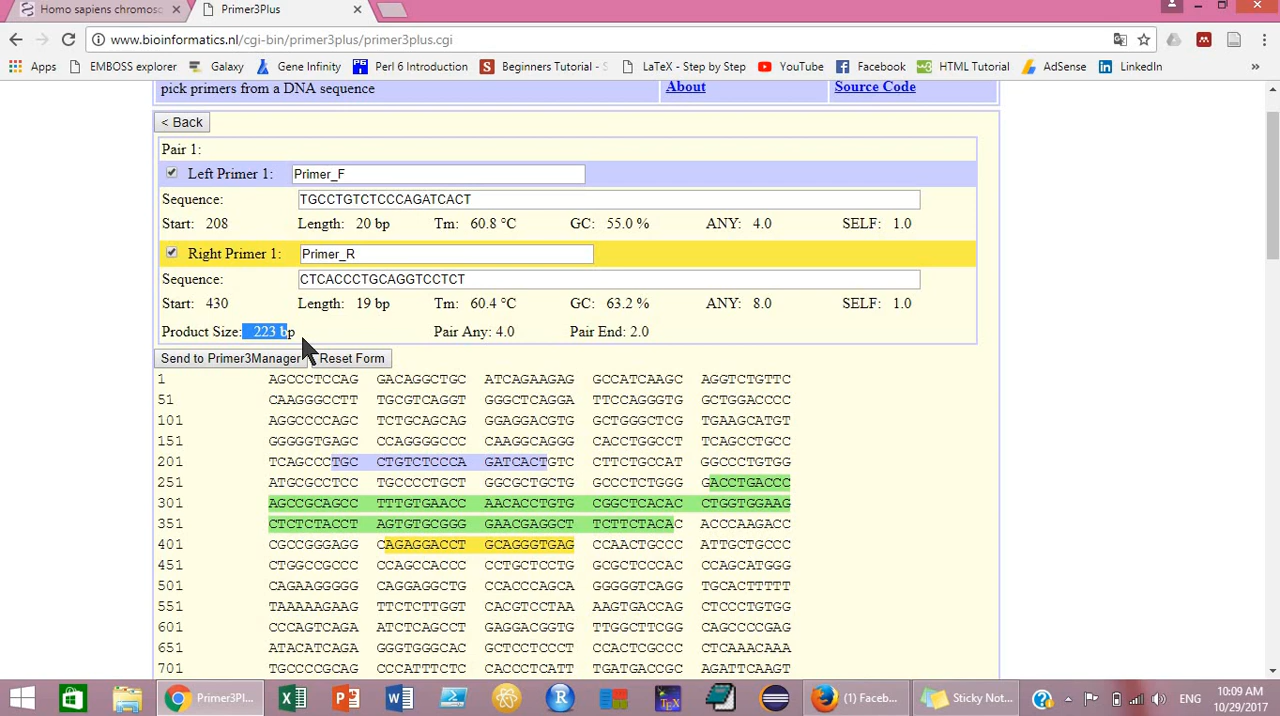 Homo sapiens chromoso
Primer3Plus
www.bioinformatics.nl/cgi-bin/primer3plus/primer3plus.cgi
Apps EMBOSS explorer Galaxy Gene Infinity Perl 6 Introduction Beginners Tutorial - LaTeX - Step by Step YouTube Facebook HTML Tutorial AdSense LinkedIn »
pick primers from a DNA sequence About Source Code
< Back
Pair 1:
Left Primer 1: Primer_F
Sequence: TGCCTGTCTCCCAGATCACT
Start: 208 Length: 20 bp Tm: 60.8 °C GC: 55.0 % ANY: 4.0 SELF: 1.0
Right Primer 1: Primer_R
Sequence: CTCACCCTGCAGGTCCTCT
Start: 430 Length: 19 bp Tm: 60.4 °C GC: 63.2 % ANY: 8.0 SELF: 1.0
Product Size: 223 bp Pair Any: 4.0 Pair End: 2.0
Send to Primer3Manager Reset Form
1 AGCCCTCCAG GACAGGCTGC ATCAGAAGAG GCCATCAAGC AGGTCTGTTC
51 CAAGGGCCTT TGCGTCAGGT GGGCTCAGGA TTCCAGGGTG GCTGGACCCC
101 AGGCCCCAGC TCTGCAGCAG GGAGGACGTG GCTGGGCTCG TGAAGCATGT
151 GGGGGTGAGC CCAGGGGCCC CAAGGCAGGG CACCTGGCCT TCAGCCTGCC
201 TCAGCCCTGC CTGTCTCCCA GATCACTGTC CTTCTGCCAT GGCCCTGTGG
251 ATGCGCCTCC TGCCCCTGCT GGCGCTGCTG GCCCTCTGGG GACCTGACCC
301 AGCCGCAGCC TTTGTGAACC AACACCTGTG CGGCTCACAC CTGGTGGAAG
351 CTCTCTACCT AGTGTGCGGG GAACGAGGCT TCTTCTACAC ACCCAAGACC
401 CGCCGGGAGG CAGAGGACCT GCAGGGTGAG CCAACTGCCC ATTGCTGCCC
451 CTGGCCGCCC CCAGCCACCC CCTGCTCCTG GCGCTCCCAC CCAGCATGGG
501 CAGAAGGGGG CAGGAGGCTG CCACCCAGCA GGGGGTCAGG TGCACTTTTT
551 TAAAAAGAAG TTCTCTTGGT CACGTCCTAA AAGTGACCAG CTCCCTGTGG
601 CCCAGTCAGA ATCTCAGCCT GAGGACGGTG TTGGCTTCGG CAGCCCCGAG
651 ATACATCAGA GGGTGGGCAC GCTCCTCCCT CCACTCGCCC CTCAAACAAA
701 TGCCCCGCAG CCCATTTCTC CACCCTCATT TGATGACCGC AGATTCAAGT
Primer3Pl... (1) Faceb... Sticky Not... ENG 10:09 AM
10/29/2017